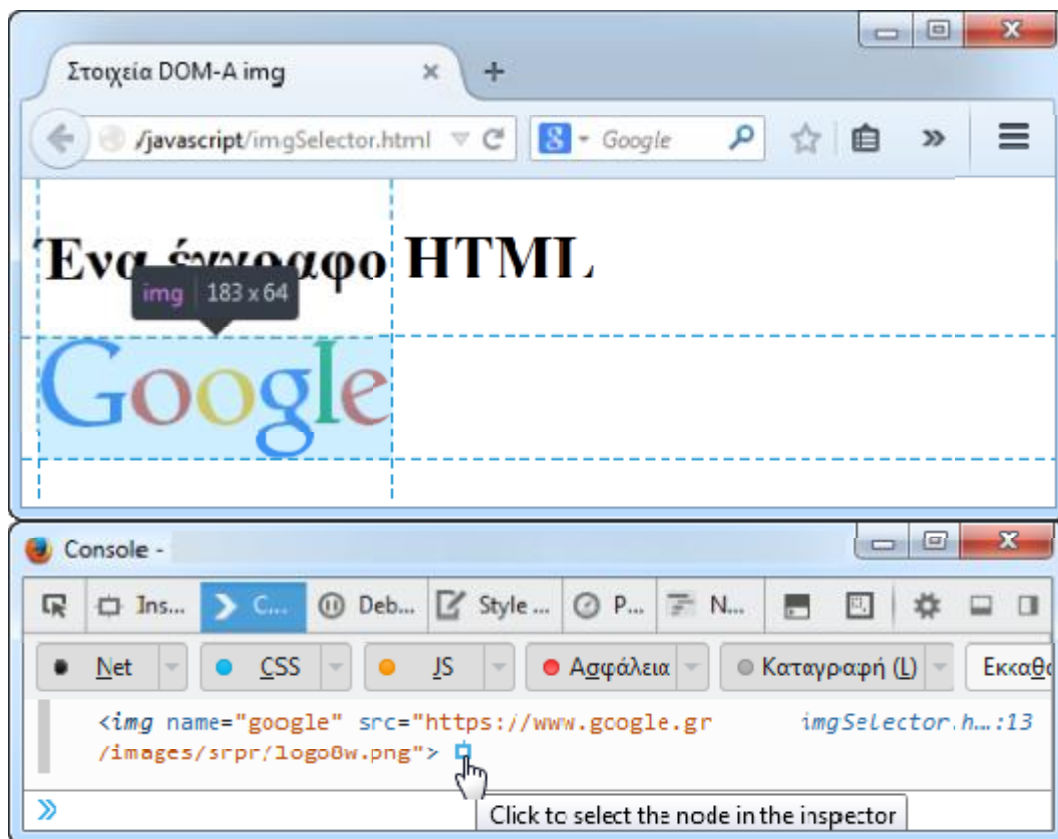 Στοιχεία DOM-A img
/javascript/imgSelector.html
8 Google
Ένα έγγραφο HTML
img 183 x 64
Google
Console -
Ins... C... Deb... Style ... P... N...
Net CSS JS Ασφάλεια Καταγραφή (L) Εκκαθα
<img name="google" src="https://www.google.gr imgSelector.h...:13
/images/srpr/logo8w.png">
Click to select the node in the inspector